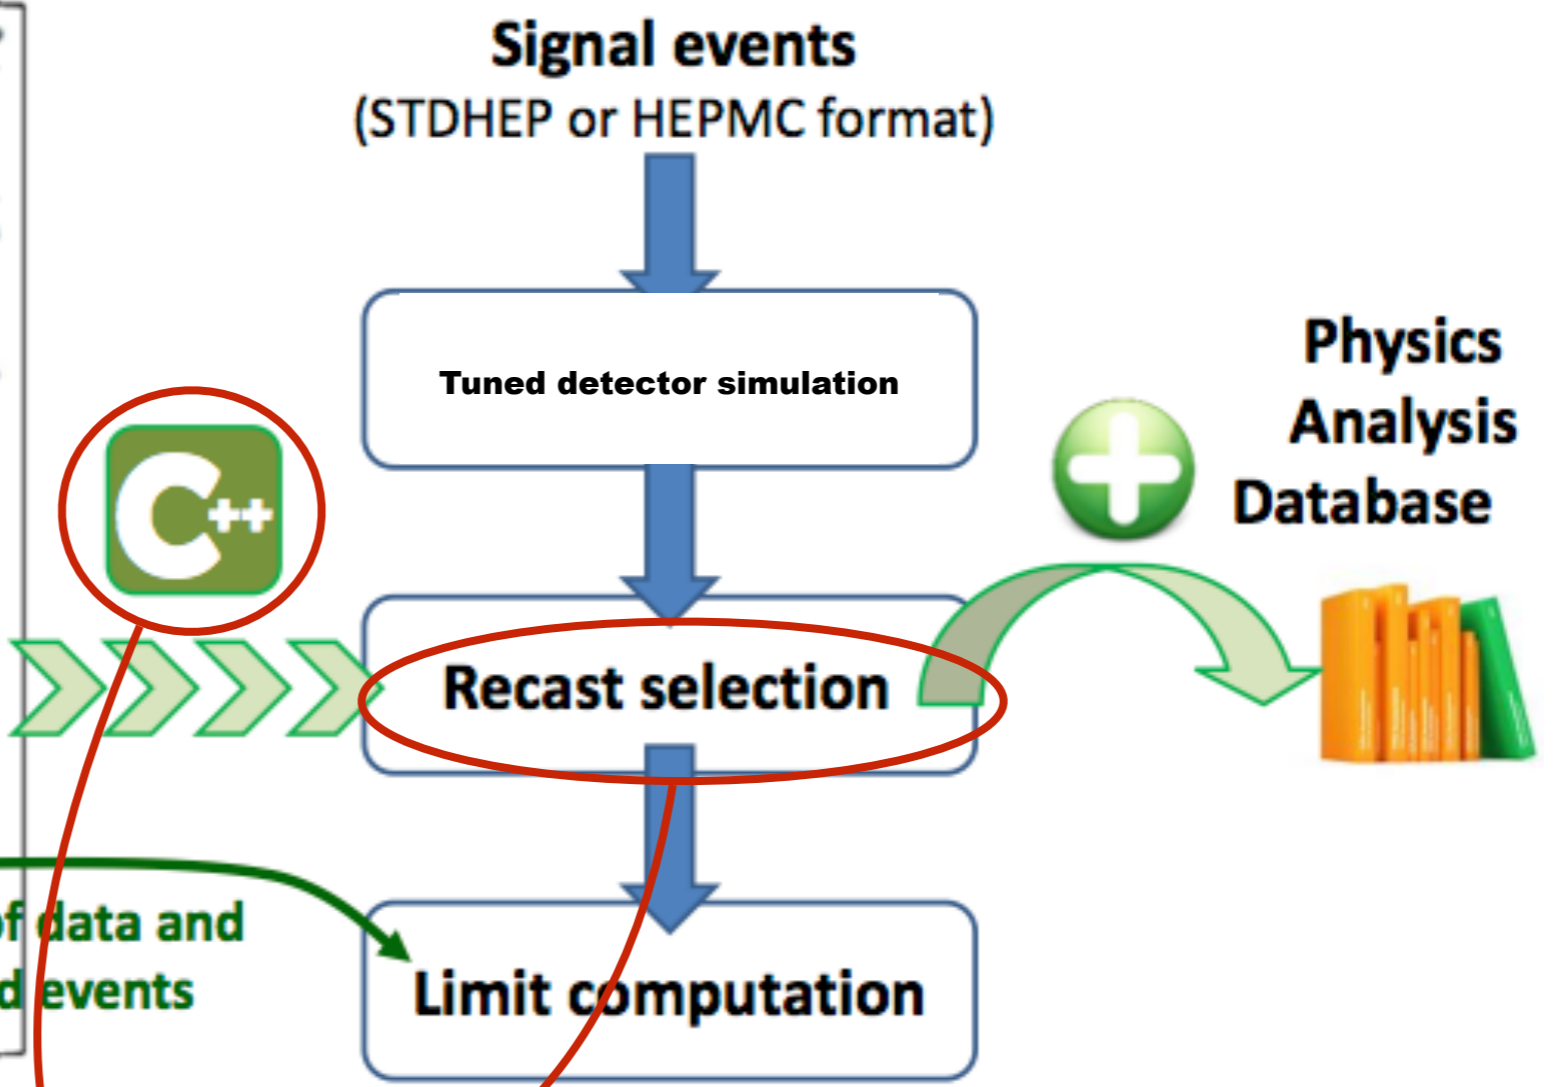 Signal events
(STDHEP or HEPMC format)
Tuned detector simulation
Physics
Analysis
Database
C++
Recast selection
of data and
events
Limit computation